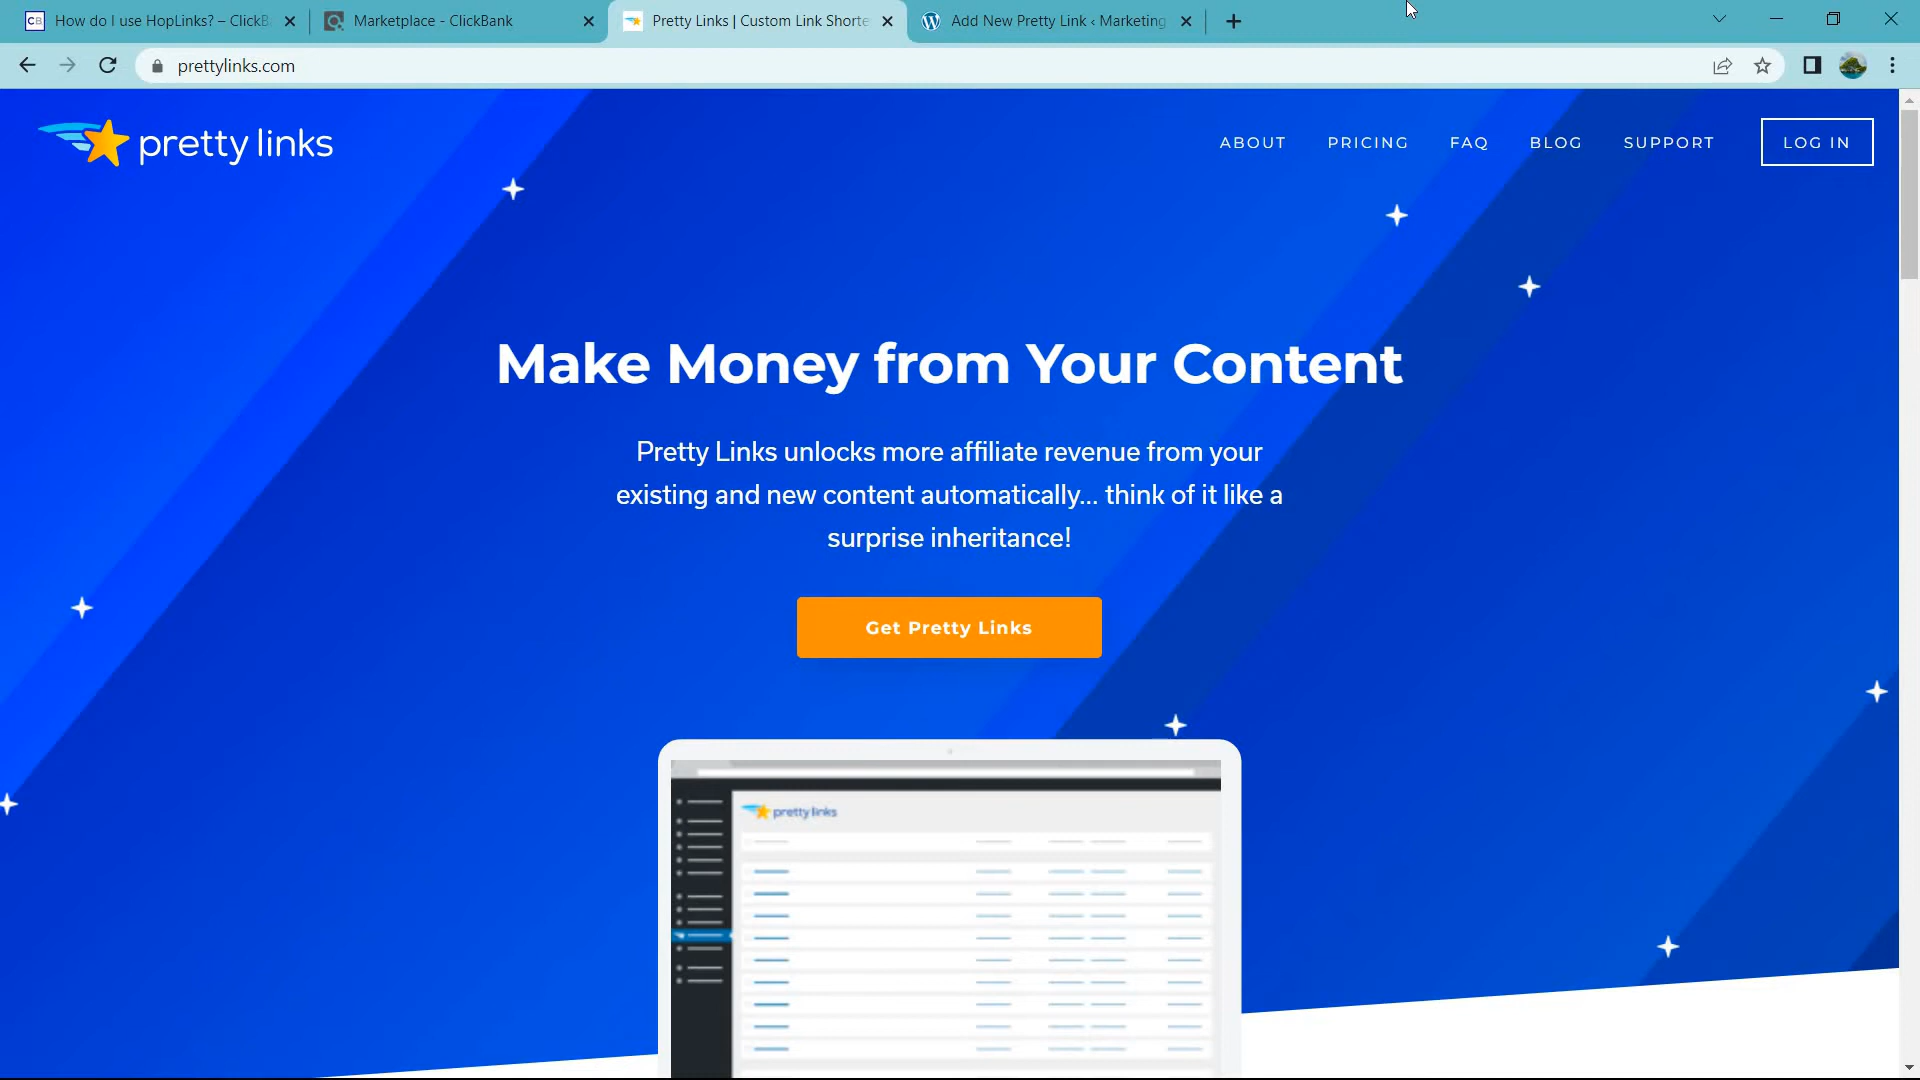 How do I use HopLinks? – ClickB
Marketplace - ClickBank
Pretty Links | Custom Link Shorte
Add New Pretty Link ‹ Marketing
prettylinks.com
pretty links
ABOUT
PRICING
FAQ
BLOG
SUPPORT
LOG IN
Make Money from Your Content
Pretty Links unlocks more affiliate revenue from your
existing and new content automatically... think of it like a
surprise inheritance!
Get Pretty Links
pretty links